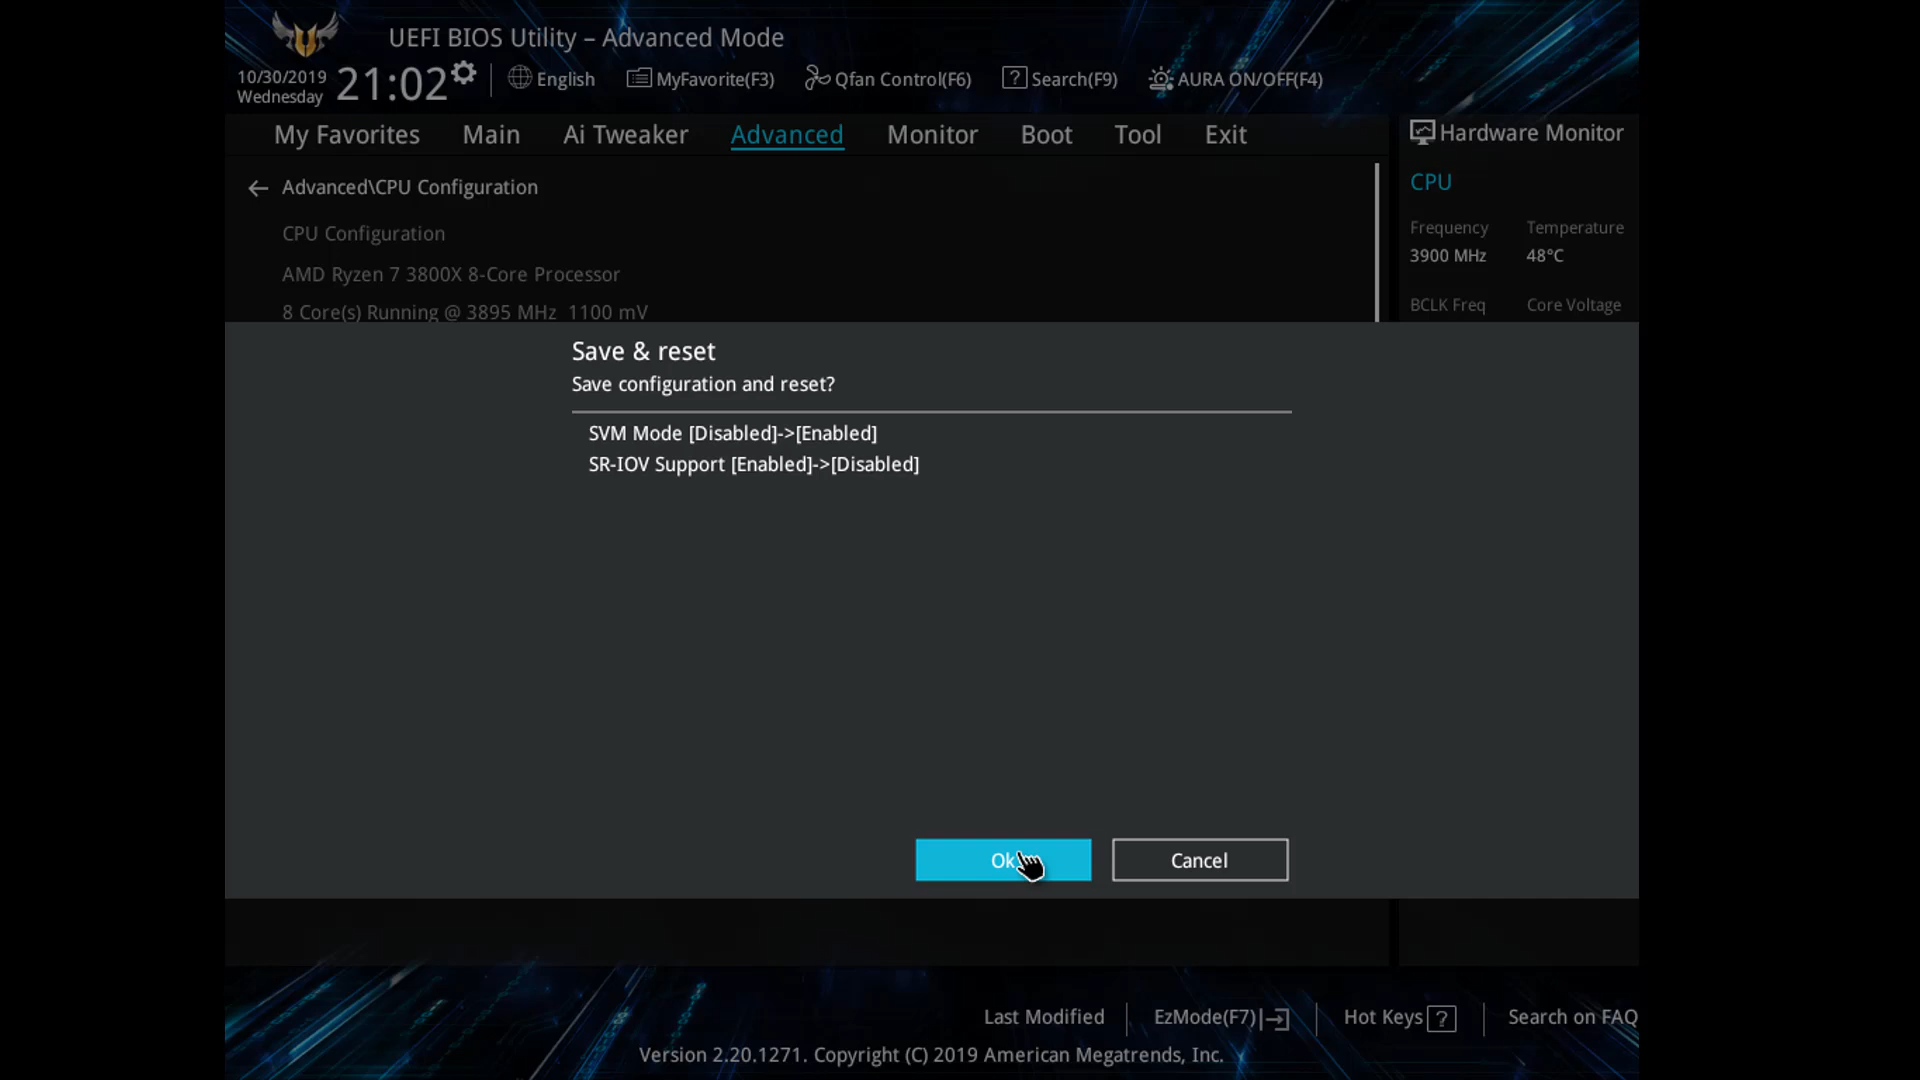 UEFI BIOS Utility – Advanced Mode
10/30/2019
Wednesday
21:02
English
MyFavorite(F3)
Qfan Control(F6)
? Search(F9)
AURA ON/OFF(F4)
My Favorites Main Ai Tweaker Advanced Monitor Boot Tool Exit
Hardware Monitor
Advanced\CPU Configuration
CPU Configuration
AMD Ryzen 7 3800X 8-Core Processor
8 Core(s) Running @ 3895 MHz 1100 mV
CPU
Frequency Temperature
3900 MHz 48°C
BCLK Freq Core Voltage
Save & reset
Save configuration and reset?
SVM Mode [Disabled]->[Enabled]
SR-IOV Support [Enabled]->[Disabled]
Ok Cancel
Last Modified EzMode(F7) Hot Keys ? Search on FAQ
Version 2.20.1271. Copyright (C) 2019 American Megatrends, Inc.